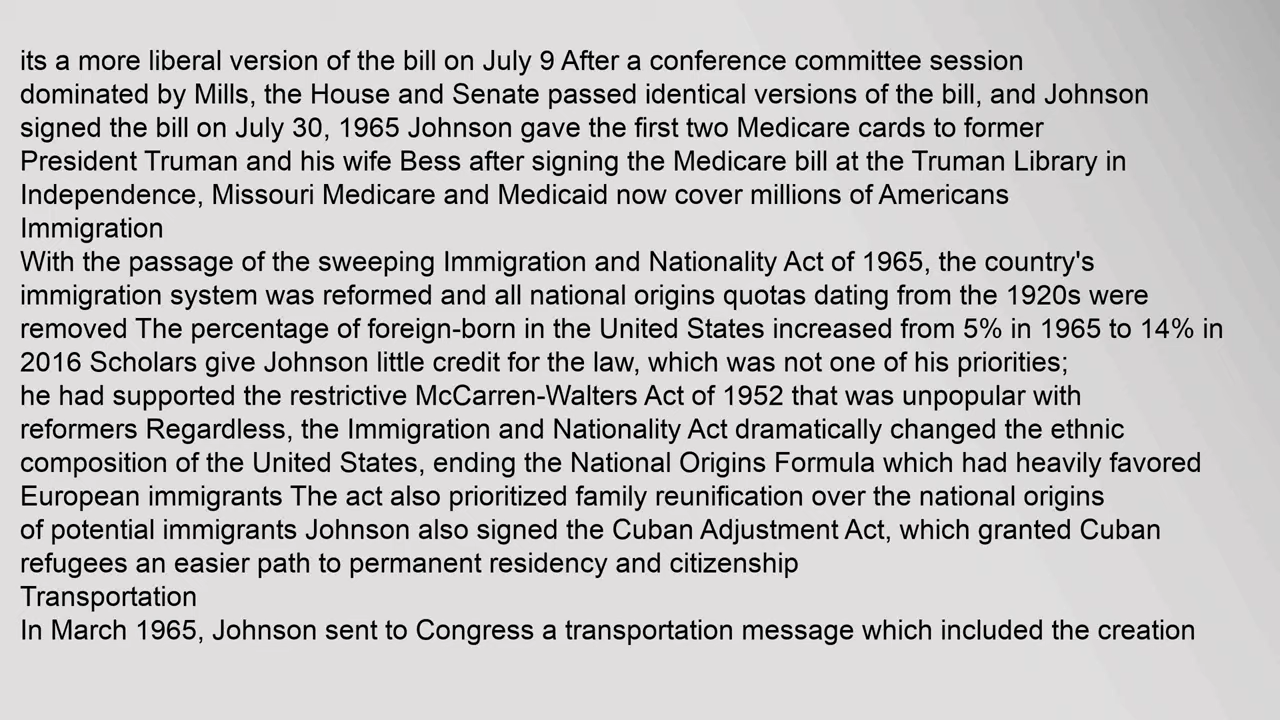 its a more liberal version of the bill on July 9 After a conference committee session
dominated by Mills, the House and Senate passed identical versions of the bill, and Johnson
signed the bill on July 30, 1965 Johnson gave the first two Medicare cards to former
President Truman and his wife Bess after signing the Medicare bill at the Truman Library in
Independence, Missouri Medicare and Medicaid now cover millions of Americans
Immigration
With the passage of the sweeping Immigration and Nationality Act of 1965, the country's
immigration system was reformed and all national origins quotas dating from the 1920s were
removed The percentage of foreign-born in the United States increased from 5% in 1965 to 14% in
2016 Scholars give Johnson little credit for the law, which was not one of his priorities;
he had supported the restrictive McCarren-Walters Act of 1952 that was unpopular with
reformers Regardless, the Immigration and Nationality Act dramatically changed the ethnic
composition of the United States, ending the National Origins Formula which had heavily favored
European immigrants The act also prioritized family reunification over the national origins
of potential immigrants Johnson also signed the Cuban Adjustment Act, which granted Cuban
refugees an easier path to permanent residency and citizenship
Transportation
In March 1965, Johnson sent to Congress a transportation message which included the creation